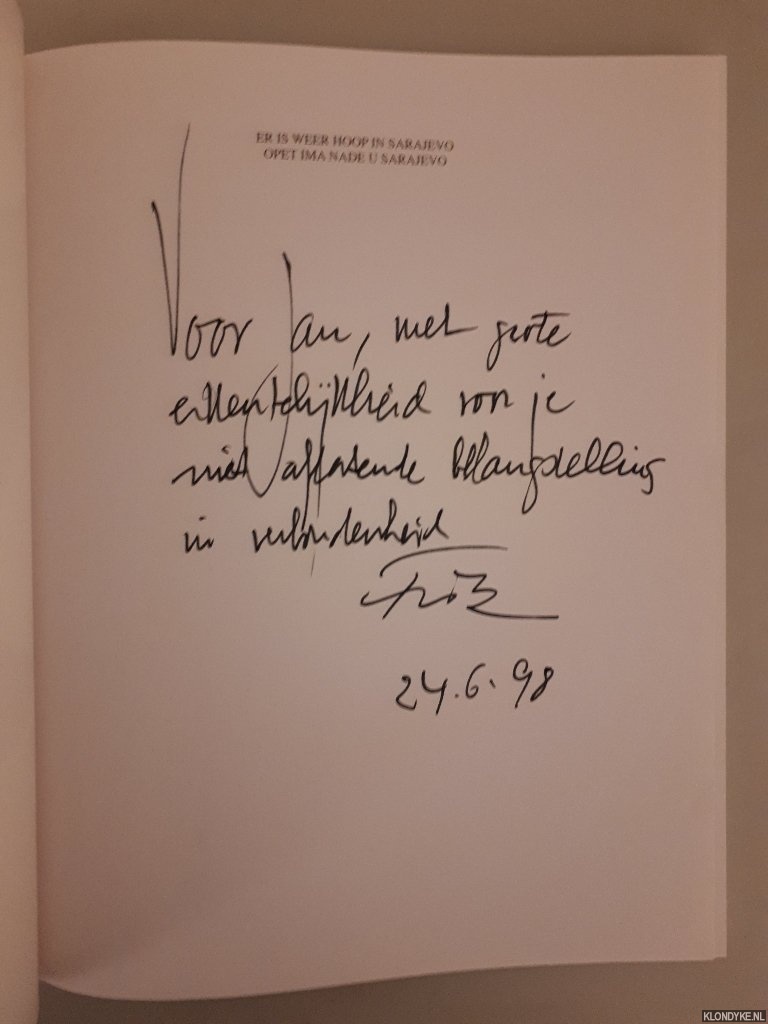 ER IS WEER HOOP IN SARAJEVO
OPET IMA NADE U SARAJEVO
Voor Jan, met grote
erkentelijkheid voor je
niet aflatende belangstelling
in verbondenheid
Frits
24.6.98
KLONDYKE.NL